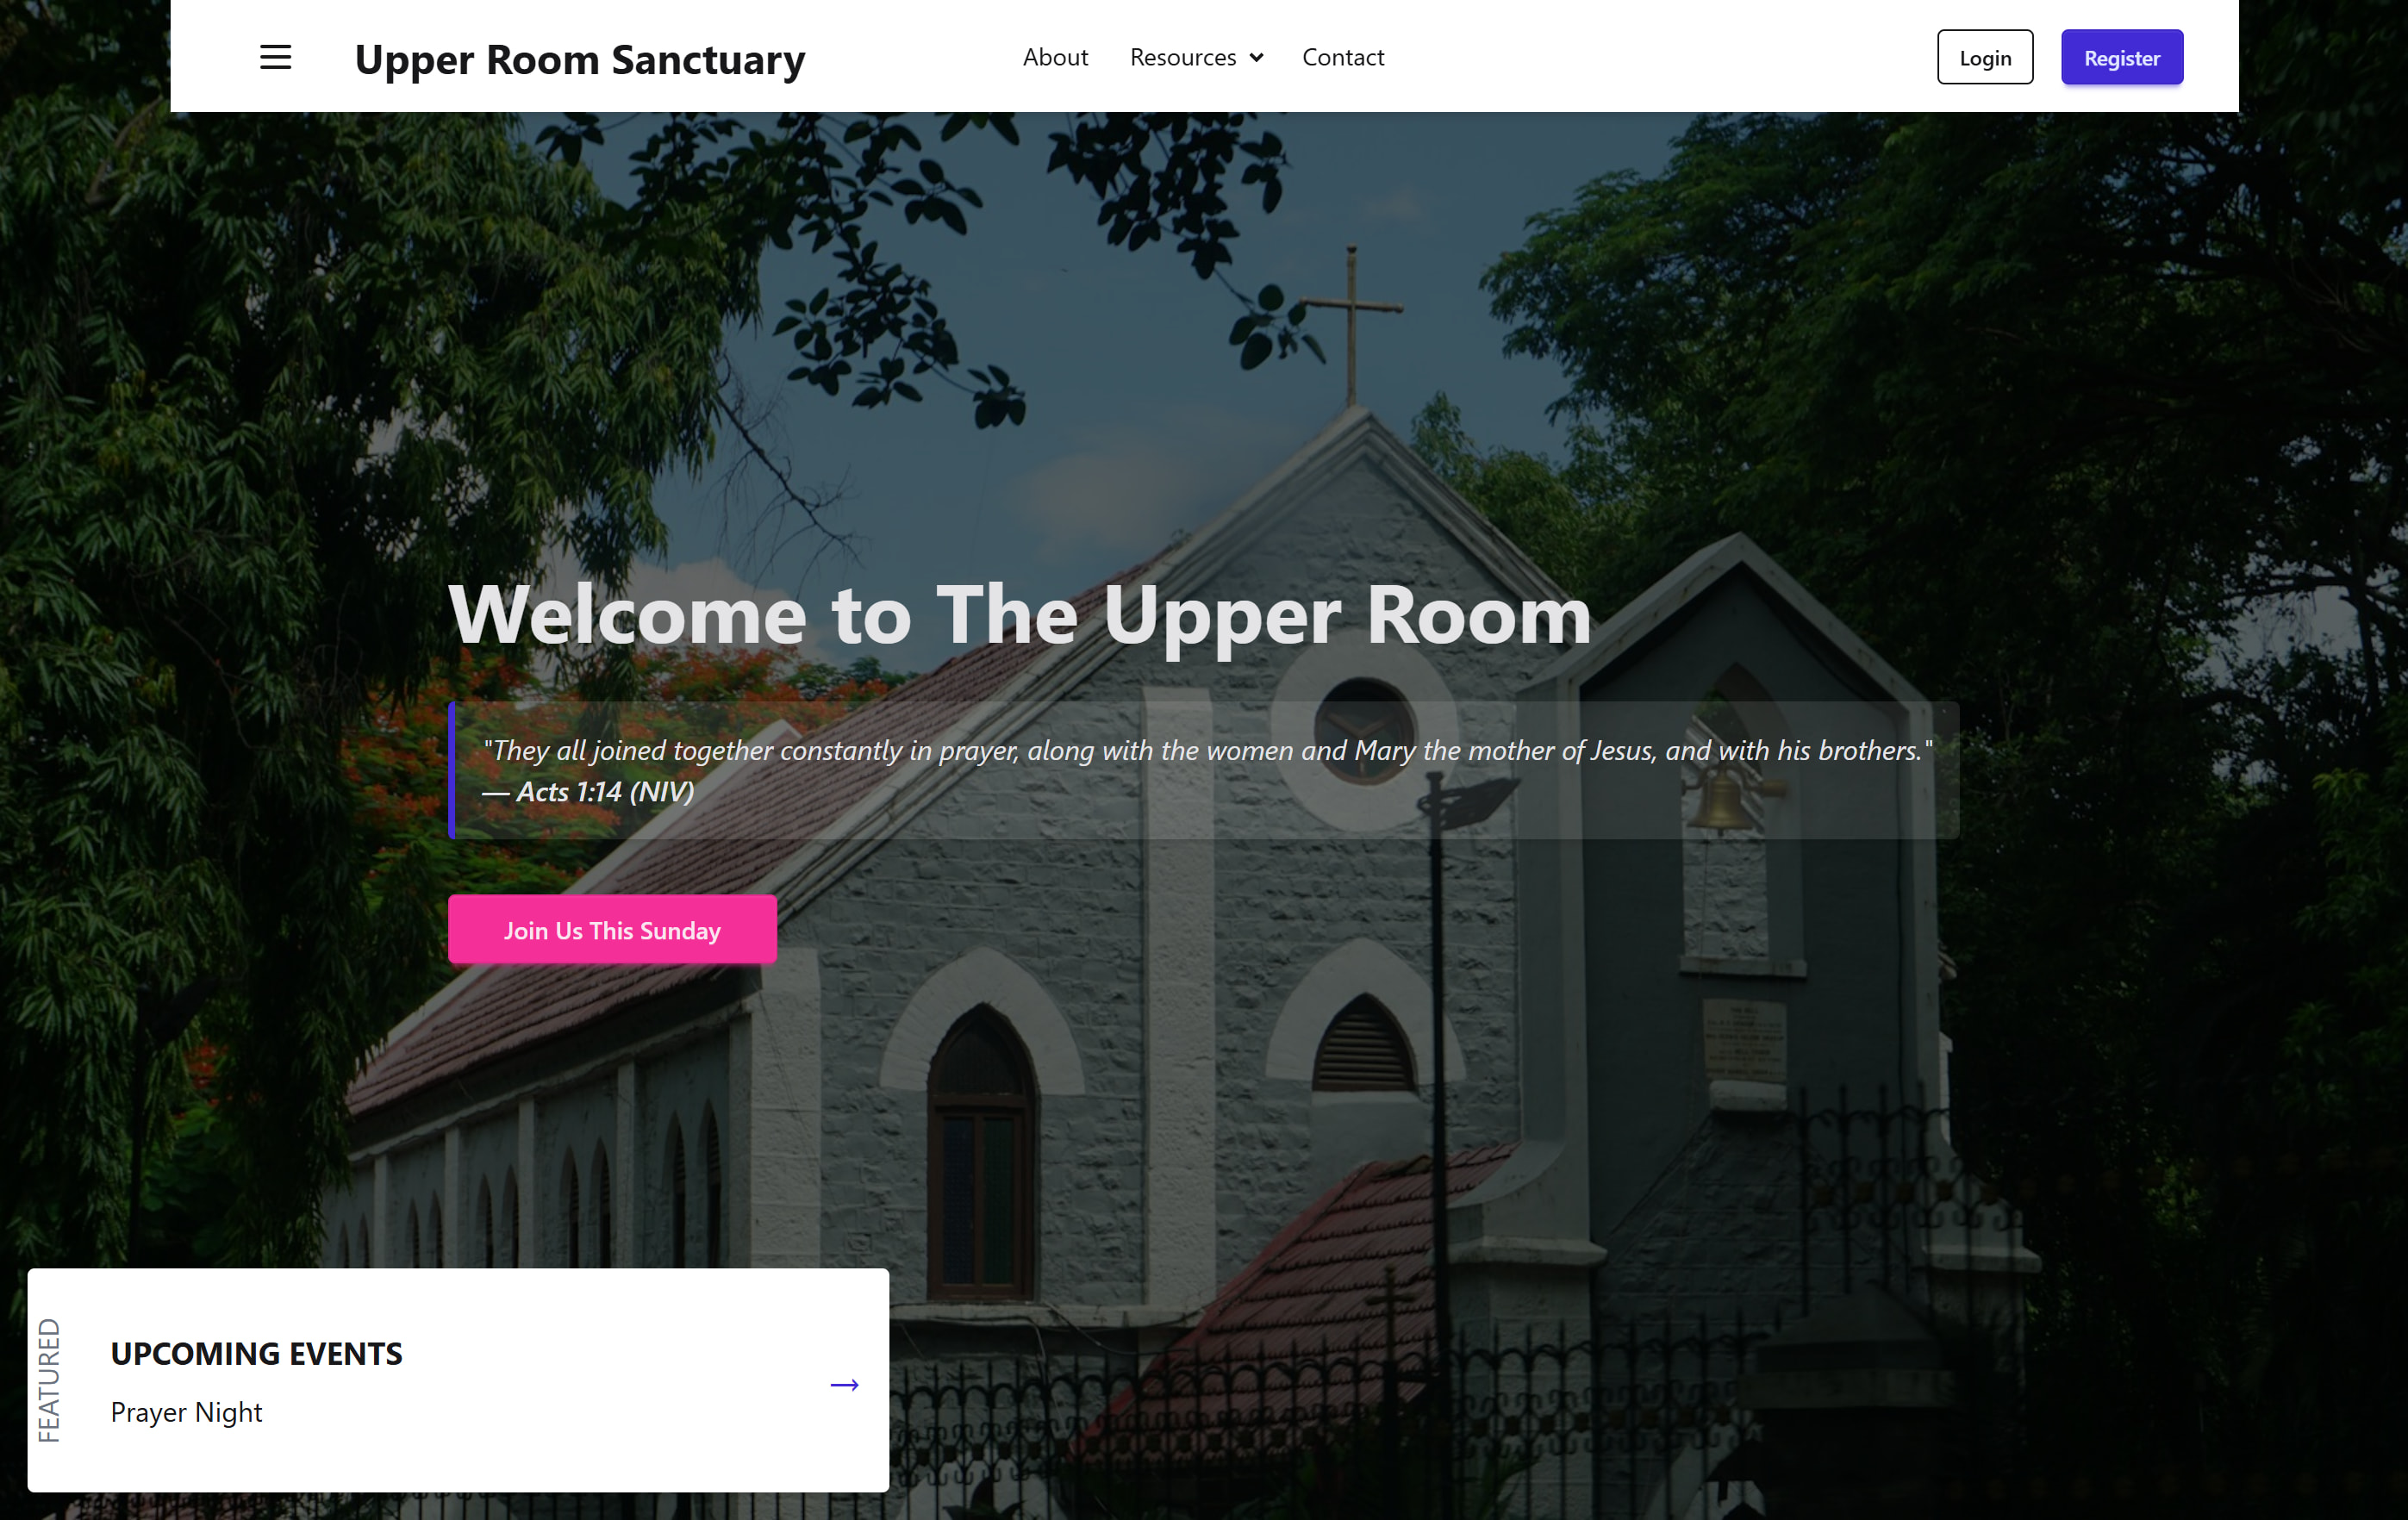 Upper Room Sanctuary
About
Resources
Contact
Login
Register
Welcome to The Upper Room
"They all joined together constantly in prayer, along with the women and Mary the mother of Jesus, and with his brothers."
— Acts 1:14 (NIV)
Join Us This Sunday
FEATURED
UPCOMING EVENTS
Prayer Night
→